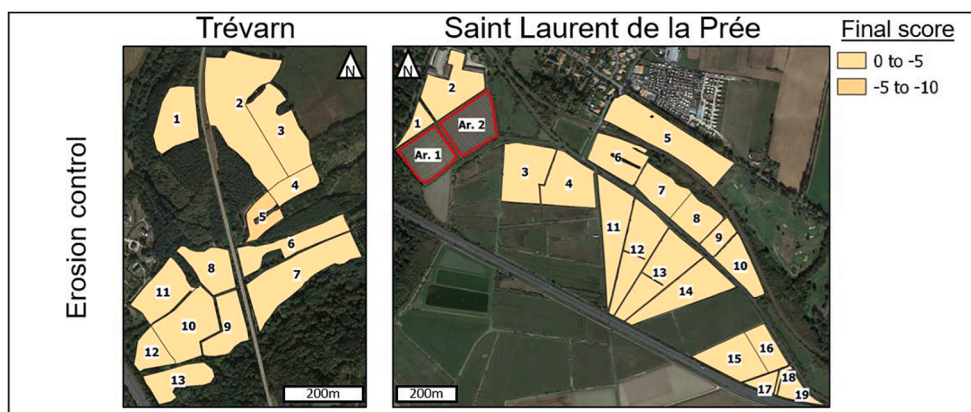 Trévarn
Saint Laurent de la Prée
Final score
0 to -5
-5 to -10
Erosion control
N
1
2
3
4
5
6
7
8
9
10
11
12
13
200m
N
1
2
Ar. 1
Ar. 2
3
4
5
6
7
8
9
10
11
12
13
14
15
16
17
18
19
200m